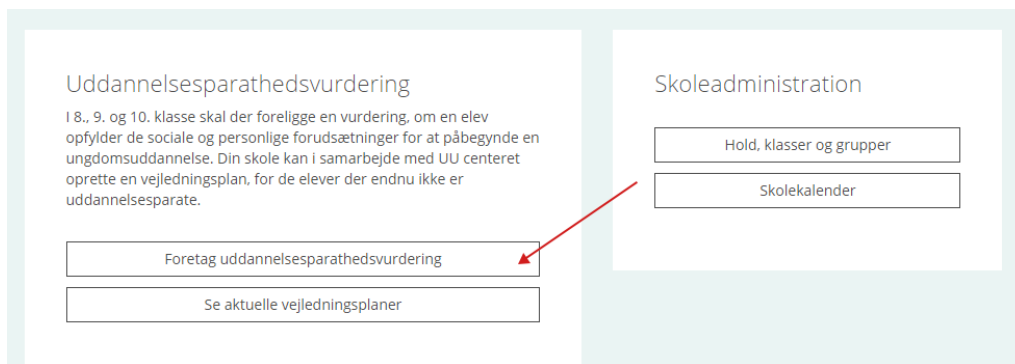 Uddannelsesparathedsvurdering
I 8., 9. og 10. klasse skal der foreligge en vurdering, om en elev
opfylder de sociale og personlige forudsætninger for at påbegynde en
ungdomsuddannelse. Din skole kan i samarbejde med UU centeret
oprette en vejledningsplan, for de elever der endnu ikke er
uddannelsesparate.
Foretag uddannelsesparathedsvurdering
Se aktuelle vejledningsplaner
Skoleadministration
Hold, klasser og grupper
Skolekalender